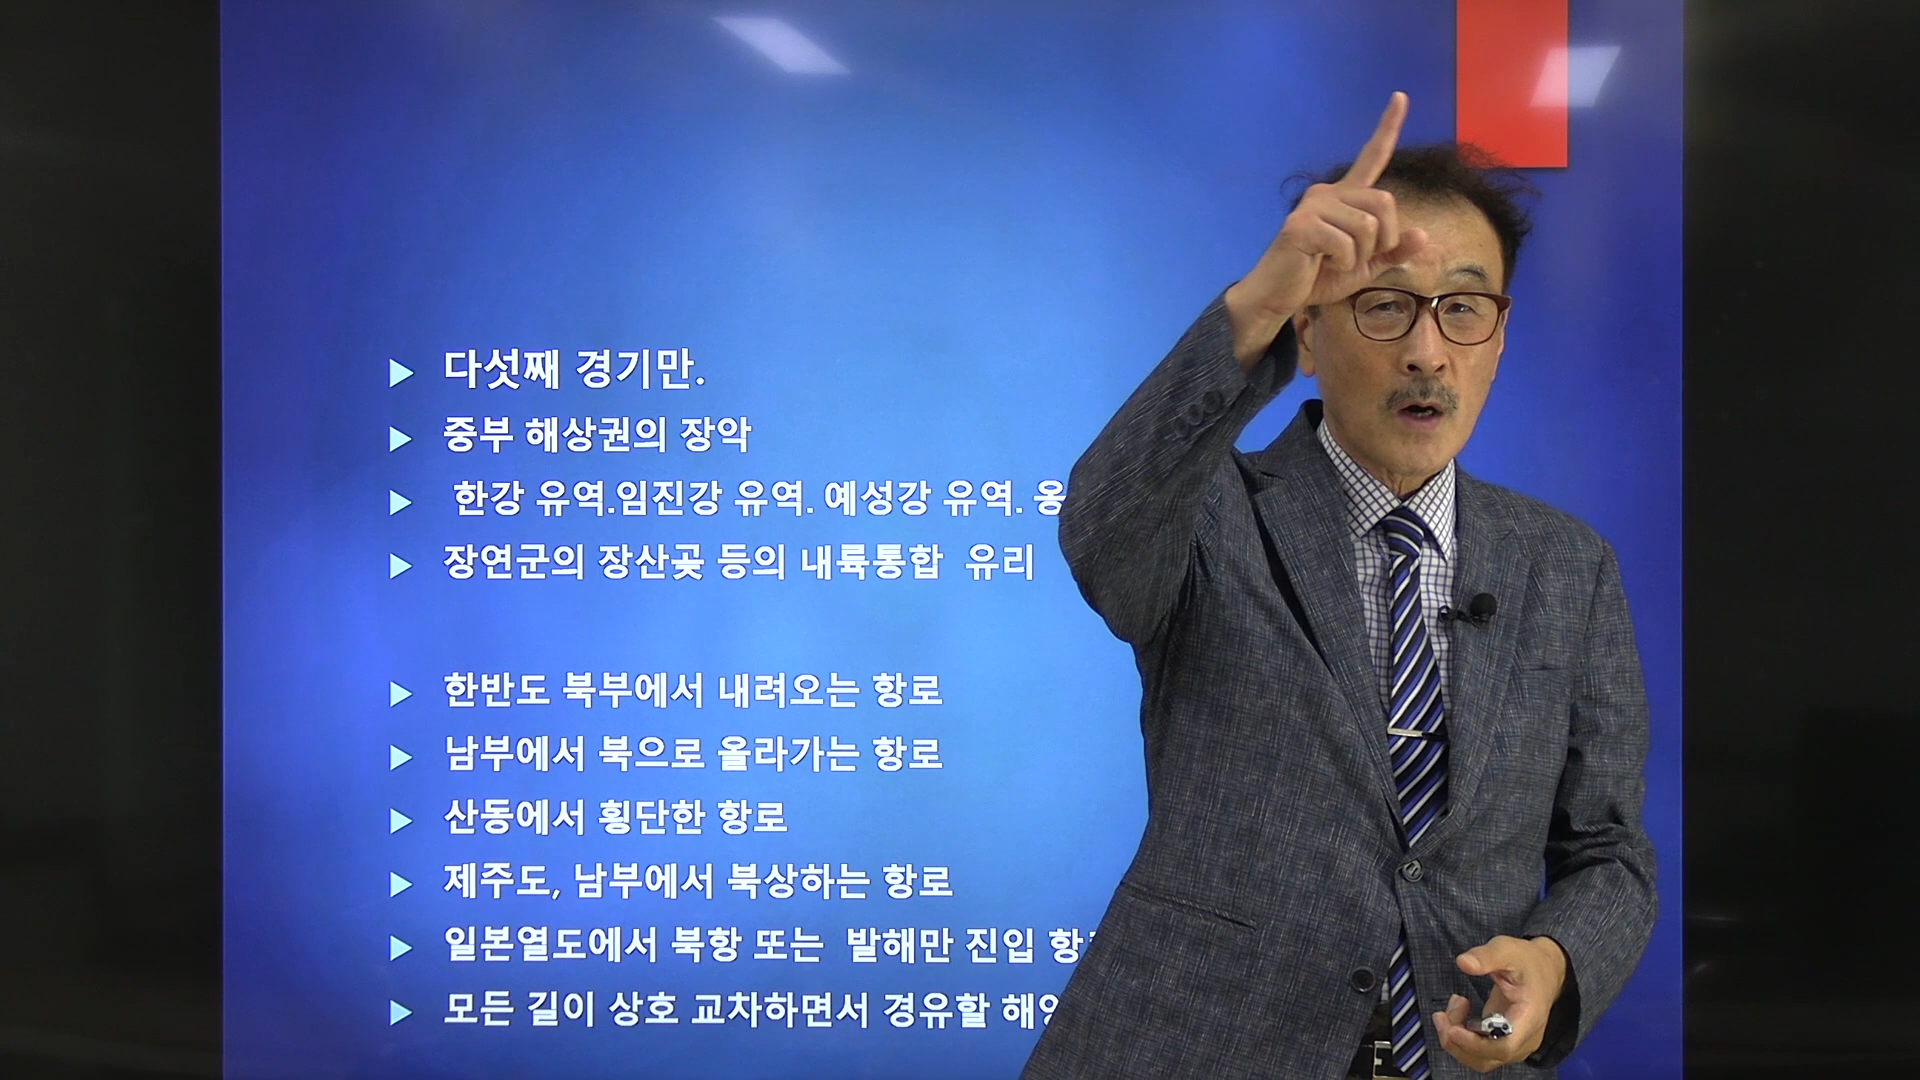 다섯째 경기만.
중부 해상권의 장악
한강 유역.임진강 유역. 예성강 유역.
장연군의 장산곶 등의 내륙통합 유리
한반도 북부에서 내려오는 항로
남부에서 북으로 올라가는 항로
산동에서 횡단한 항로
제주도, 남부에서 북상하는 항로
일본열도에서 북항 또는 발해만 진입
모든 길이 상호 교차하면서 경유할